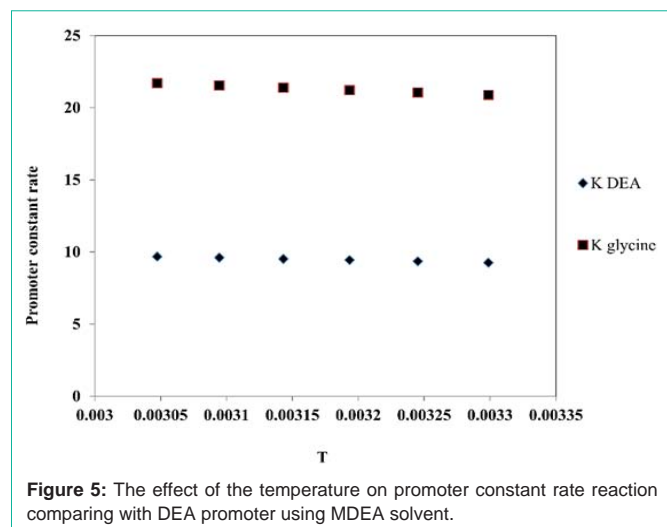 25
20
15
10
5
0
Promoter constant rate
0.003 0.00305 0.0031 0.00315 0.0032 0.00325 0.0033 0.00335
T
K DEA
K glycine
Figure 5: The effect of the temperature on promoter constant rate reaction
comparing with DEA promoter using MDEA solvent.